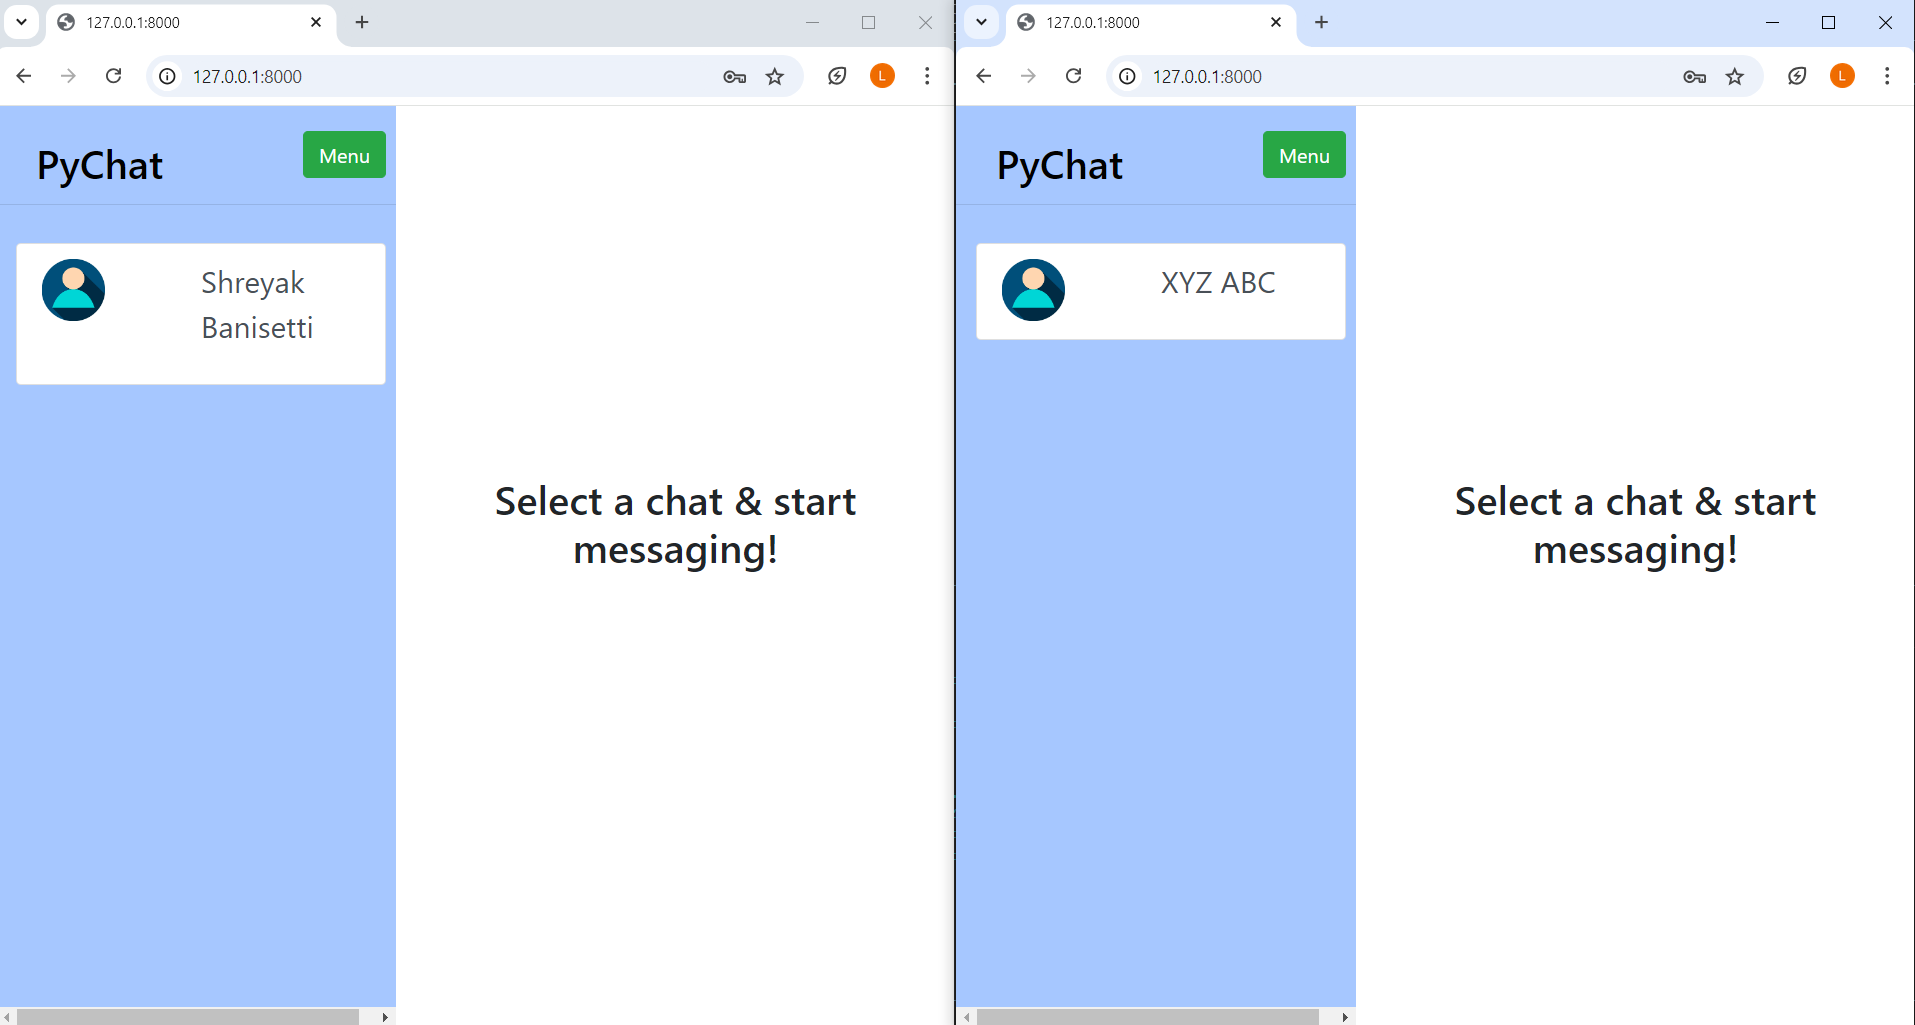 127.0.0.1:8000
127.0.0.1:8000
L
PyChat
Menu
Shreyak
Banisetti
Select a chat & start
messaging!
127.0.0.1:8000
127.0.0.1:8000
L
PyChat
Menu
XYZ ABC
Select a chat & start
messaging!